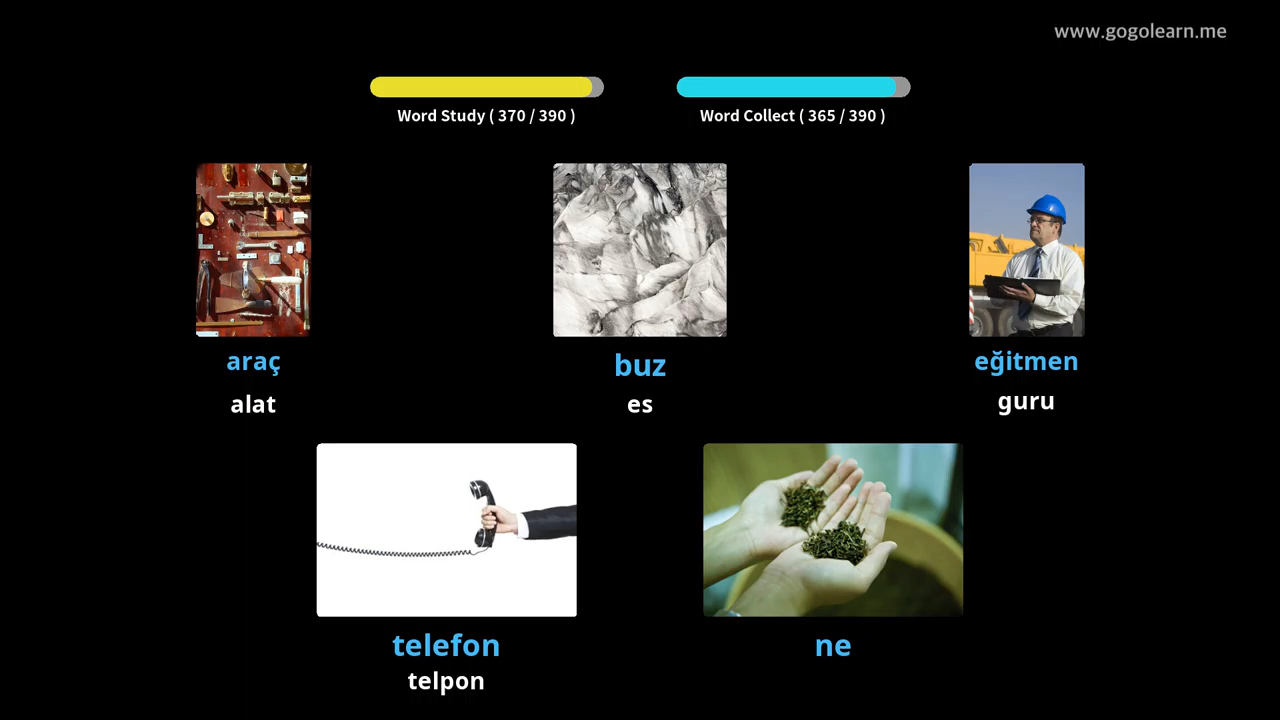 www.gogolearn.me
Word Study ( 370 / 390 )
Word Collect ( 365 / 390 )
araç
buz
eğitmen
alat
es
guru
telefon
ne
telpon